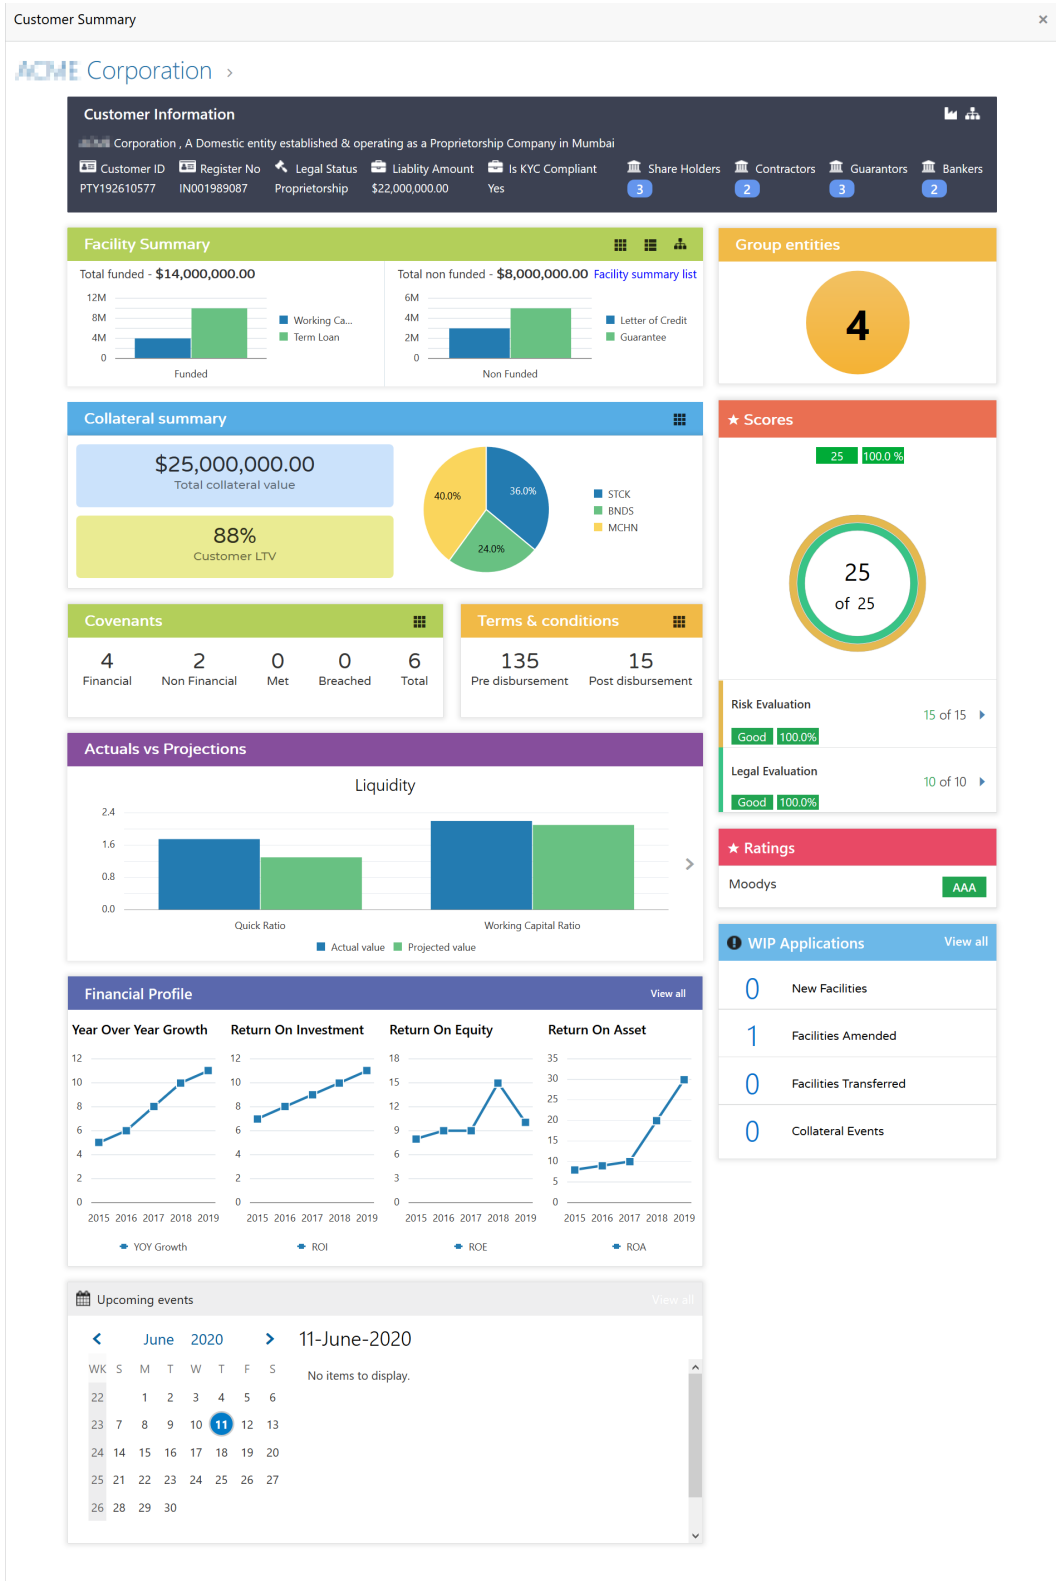 Customer Summary ×
ACME Corporation ›
Customer Information
Corporation , A Domestic entity established & operating as a Proprietorship Company in Mumbai
Customer ID Register No Legal Status Liablity Amount Is KYC Compliant Share Holders Contractors Guarantors Bankers
PTY192610577 IN001989087 Proprietorship $22,000,000.00 Yes 3 2 3 2
Facility Summary
Total funded - $14,000,000.00
12M
8M
4M
0
Funded
Working Ca...
Term Loan
Total non funded - $8,000,000.00 Facility summary list
6M
4M
2M
0
Non Funded
Letter of Credit
Guarantee
Group entities
4
Collateral summary
$25,000,000.00
Total collateral value
88%
Customer LTV
40.0%
36.0%
24.0%
STCK
BNDS
MCHN
★ Scores
25 100.0 %
25
of 25
Risk Evaluation
15 of 15
Good 100.0%
Legal Evaluation
10 of 10
Good 100.0%
Covenants
4 2 0 0 6
Financial Non Financial Met Breached Total
Terms & conditions
135 15
Pre disbursement Post disbursement
Actuals vs Projections
Liquidity
2.4
1.6
0.8
0.0
Quick Ratio Working Capital Ratio
Actual value Projected value
★ Ratings
Moodys AAA
WIP Applications View all
0 New Facilities
1 Facilities Amended
0 Facilities Transferred
0 Collateral Events
Financial Profile View all
Year Over Year Growth
12
10
8
6
4
2
0
2015 2016 2017 2018 2019
YOY Growth
Return On Investment
12
10
8
6
4
2
0
2015 2016 2017 2018 2019
ROI
Return On Equity
18
15
12
9
6
3
0
2015 2016 2017 2018 2019
ROE
Return On Asset
35
30
25
20
15
10
5
0
2015 2016 2017 2018 2019
ROA
Upcoming events View all
June 2020
WK S M T W T F S
22 1 2 3 4 5 6
23 7 8 9 10 11 12 13
24 14 15 16 17 18 19 20
25 21 22 23 24 25 26 27
26 28 29 30
11-June-2020
No items to display.